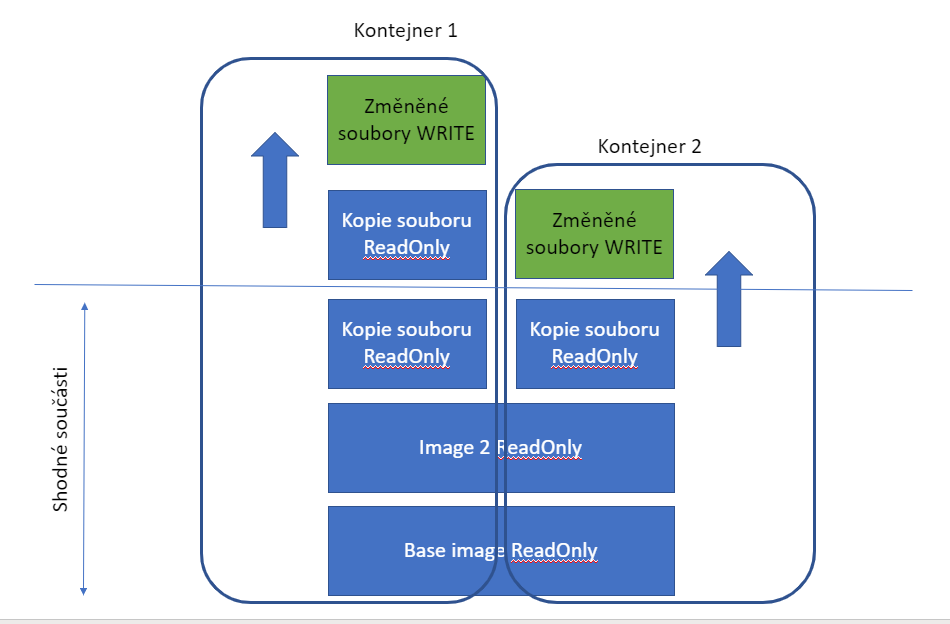 Kontejner 1
Změněné
soubory WRITE
Kopie souboru
ReadOnly
Kontejner 2
Změněné
soubory WRITE
Kopie souboru
ReadOnly
Kopie souboru
ReadOnly
Image 2 ReadOnly
Base image ReadOnly
Shodné součásti